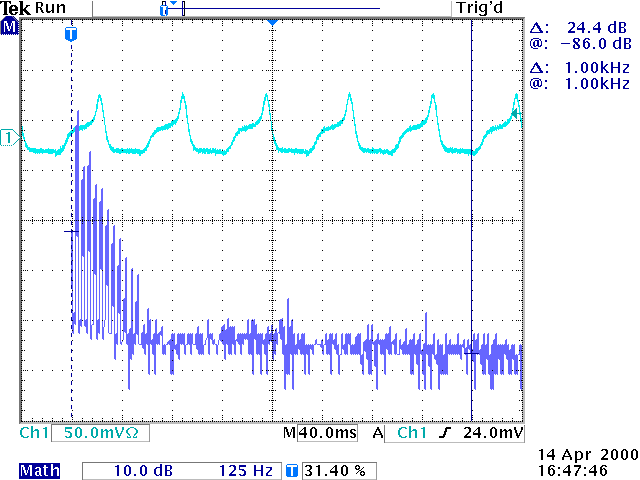 Tek Run Trig'd
M
T
T
Δ: 24.4 dB
@: −86.0 dB
Δ: 1.00kHz
@: 1.00kHz
1
Ch1 50.0mVΩ M 40.0ms A Ch1 24.0mV
Math 10.0 dB 125 Hz T 31.40 %
14 Apr 2000
16:47:46